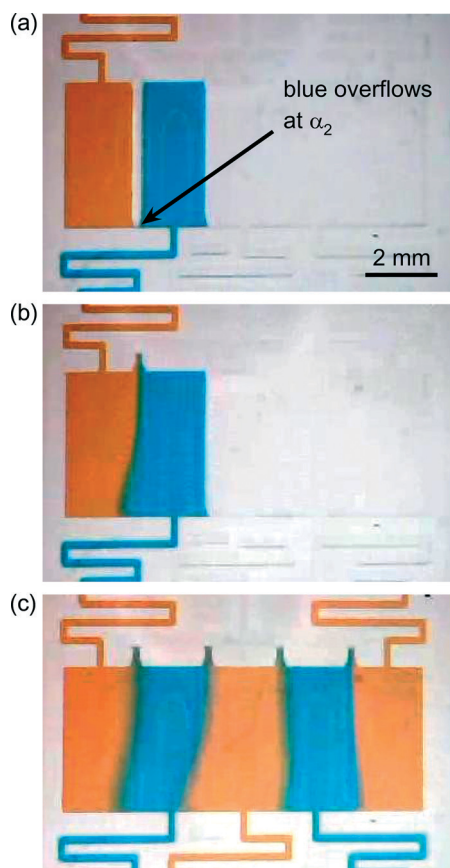 (a)
blue overflows
at α₂
2 mm
(b)
(c)